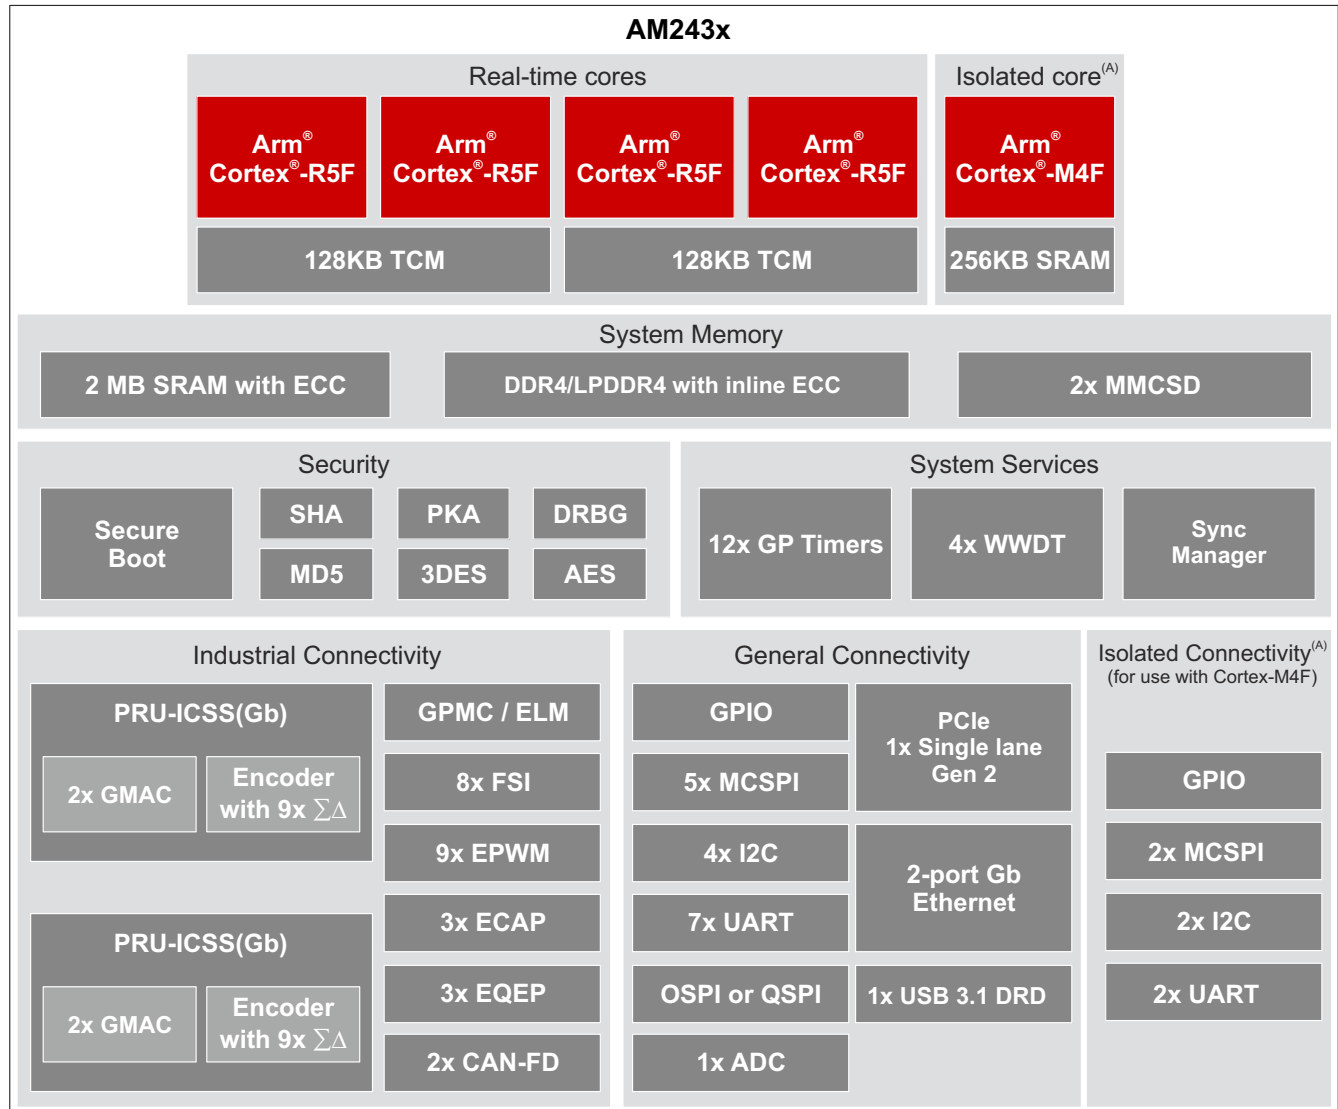 AM243x
Real-time cores
Arm®
Cortex®-R5F
Arm®
Cortex®-R5F
Arm®
Cortex®-R5F
Arm®
Cortex®-R5F
128KB TCM
128KB TCM
Isolated core(A)
Arm®
Cortex®-M4F
256KB SRAM
System Memory
2 MB SRAM with ECC
DDR4/LPDDR4 with inline ECC
2x MMCSD
Security
Secure
Boot
SHA
PKA
DRBG
MD5
3DES
AES
System Services
12x GP Timers
4x WWDT
Sync
Manager
Industrial Connectivity
PRU-ICSS(Gb)
2x GMAC
Encoder
with 9x ∑∆
PRU-ICSS(Gb)
2x GMAC
Encoder
with 9x ∑∆
GPMC / ELM
8x FSI
9x EPWM
3x ECAP
3x EQEP
2x CAN-FD
General Connectivity
GPIO
5x MCSPI
4x I2C
7x UART
OSPI or QSPI
1x ADC
PCIe
1x Single lane
Gen 2
2-port Gb
Ethernet
1x USB 3.1 DRD
Isolated Connectivity(A)
(for use with Cortex-M4F)
GPIO
2x MCSPI
2x I2C
2x UART